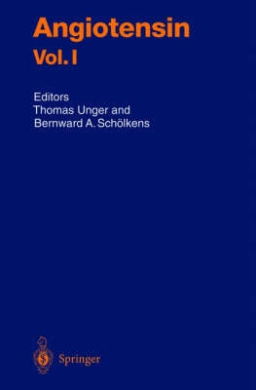 Angiotensin
Vol. I
Editors
Thomas Unger and
Bernward A. Schölkens
Springer